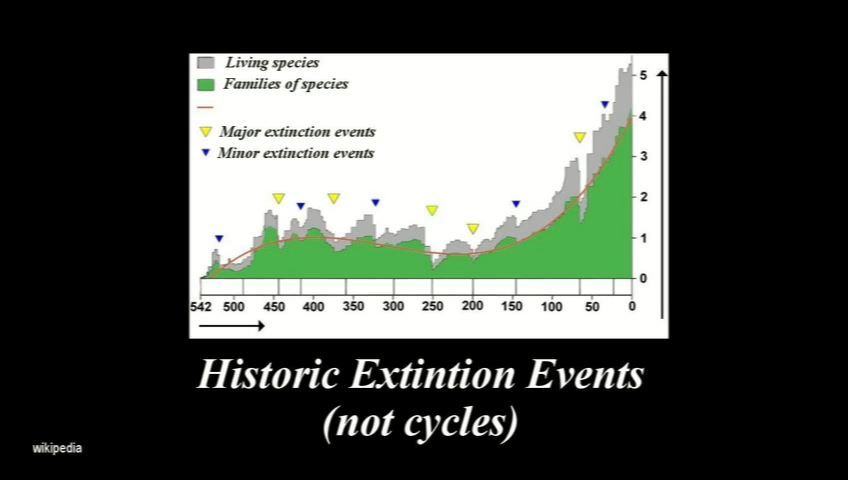 Living species
Families of species
Major extinction events
Minor extinction events
5
4
3
2
1
0
542 500 450 400 350 300 250 200 150 100 50 0
Historic Extintion Events
(not cycles)
wikipedia